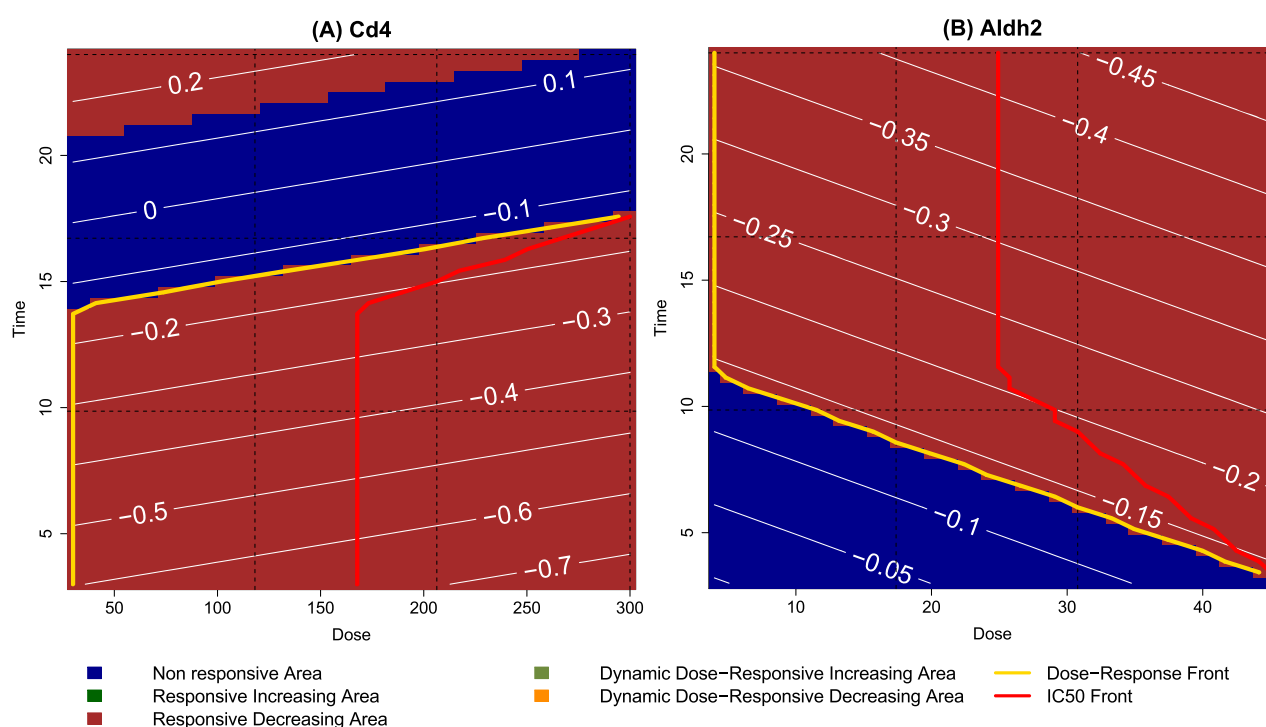 (A) Cd4
(B) Aldh2
0.2
0.1
0
−0.1
−0.2
−0.3
−0.4
−0.5
−0.6
−0.7
−0.45
−0.4
−0.35
−0.3
−0.25
−0.2
−0.15
−0.1
−0.05
Time
5
10
15
20
50
100
150
200
250
300
Dose
Time
5
10
15
20
10
20
30
40
Dose
Non responsive Area
Responsive Increasing Area
Responsive Decreasing Area
Dynamic Dose−Responsive Increasing Area
Dynamic Dose−Responsive Decreasing Area
Dose−Response Front
IC50 Front